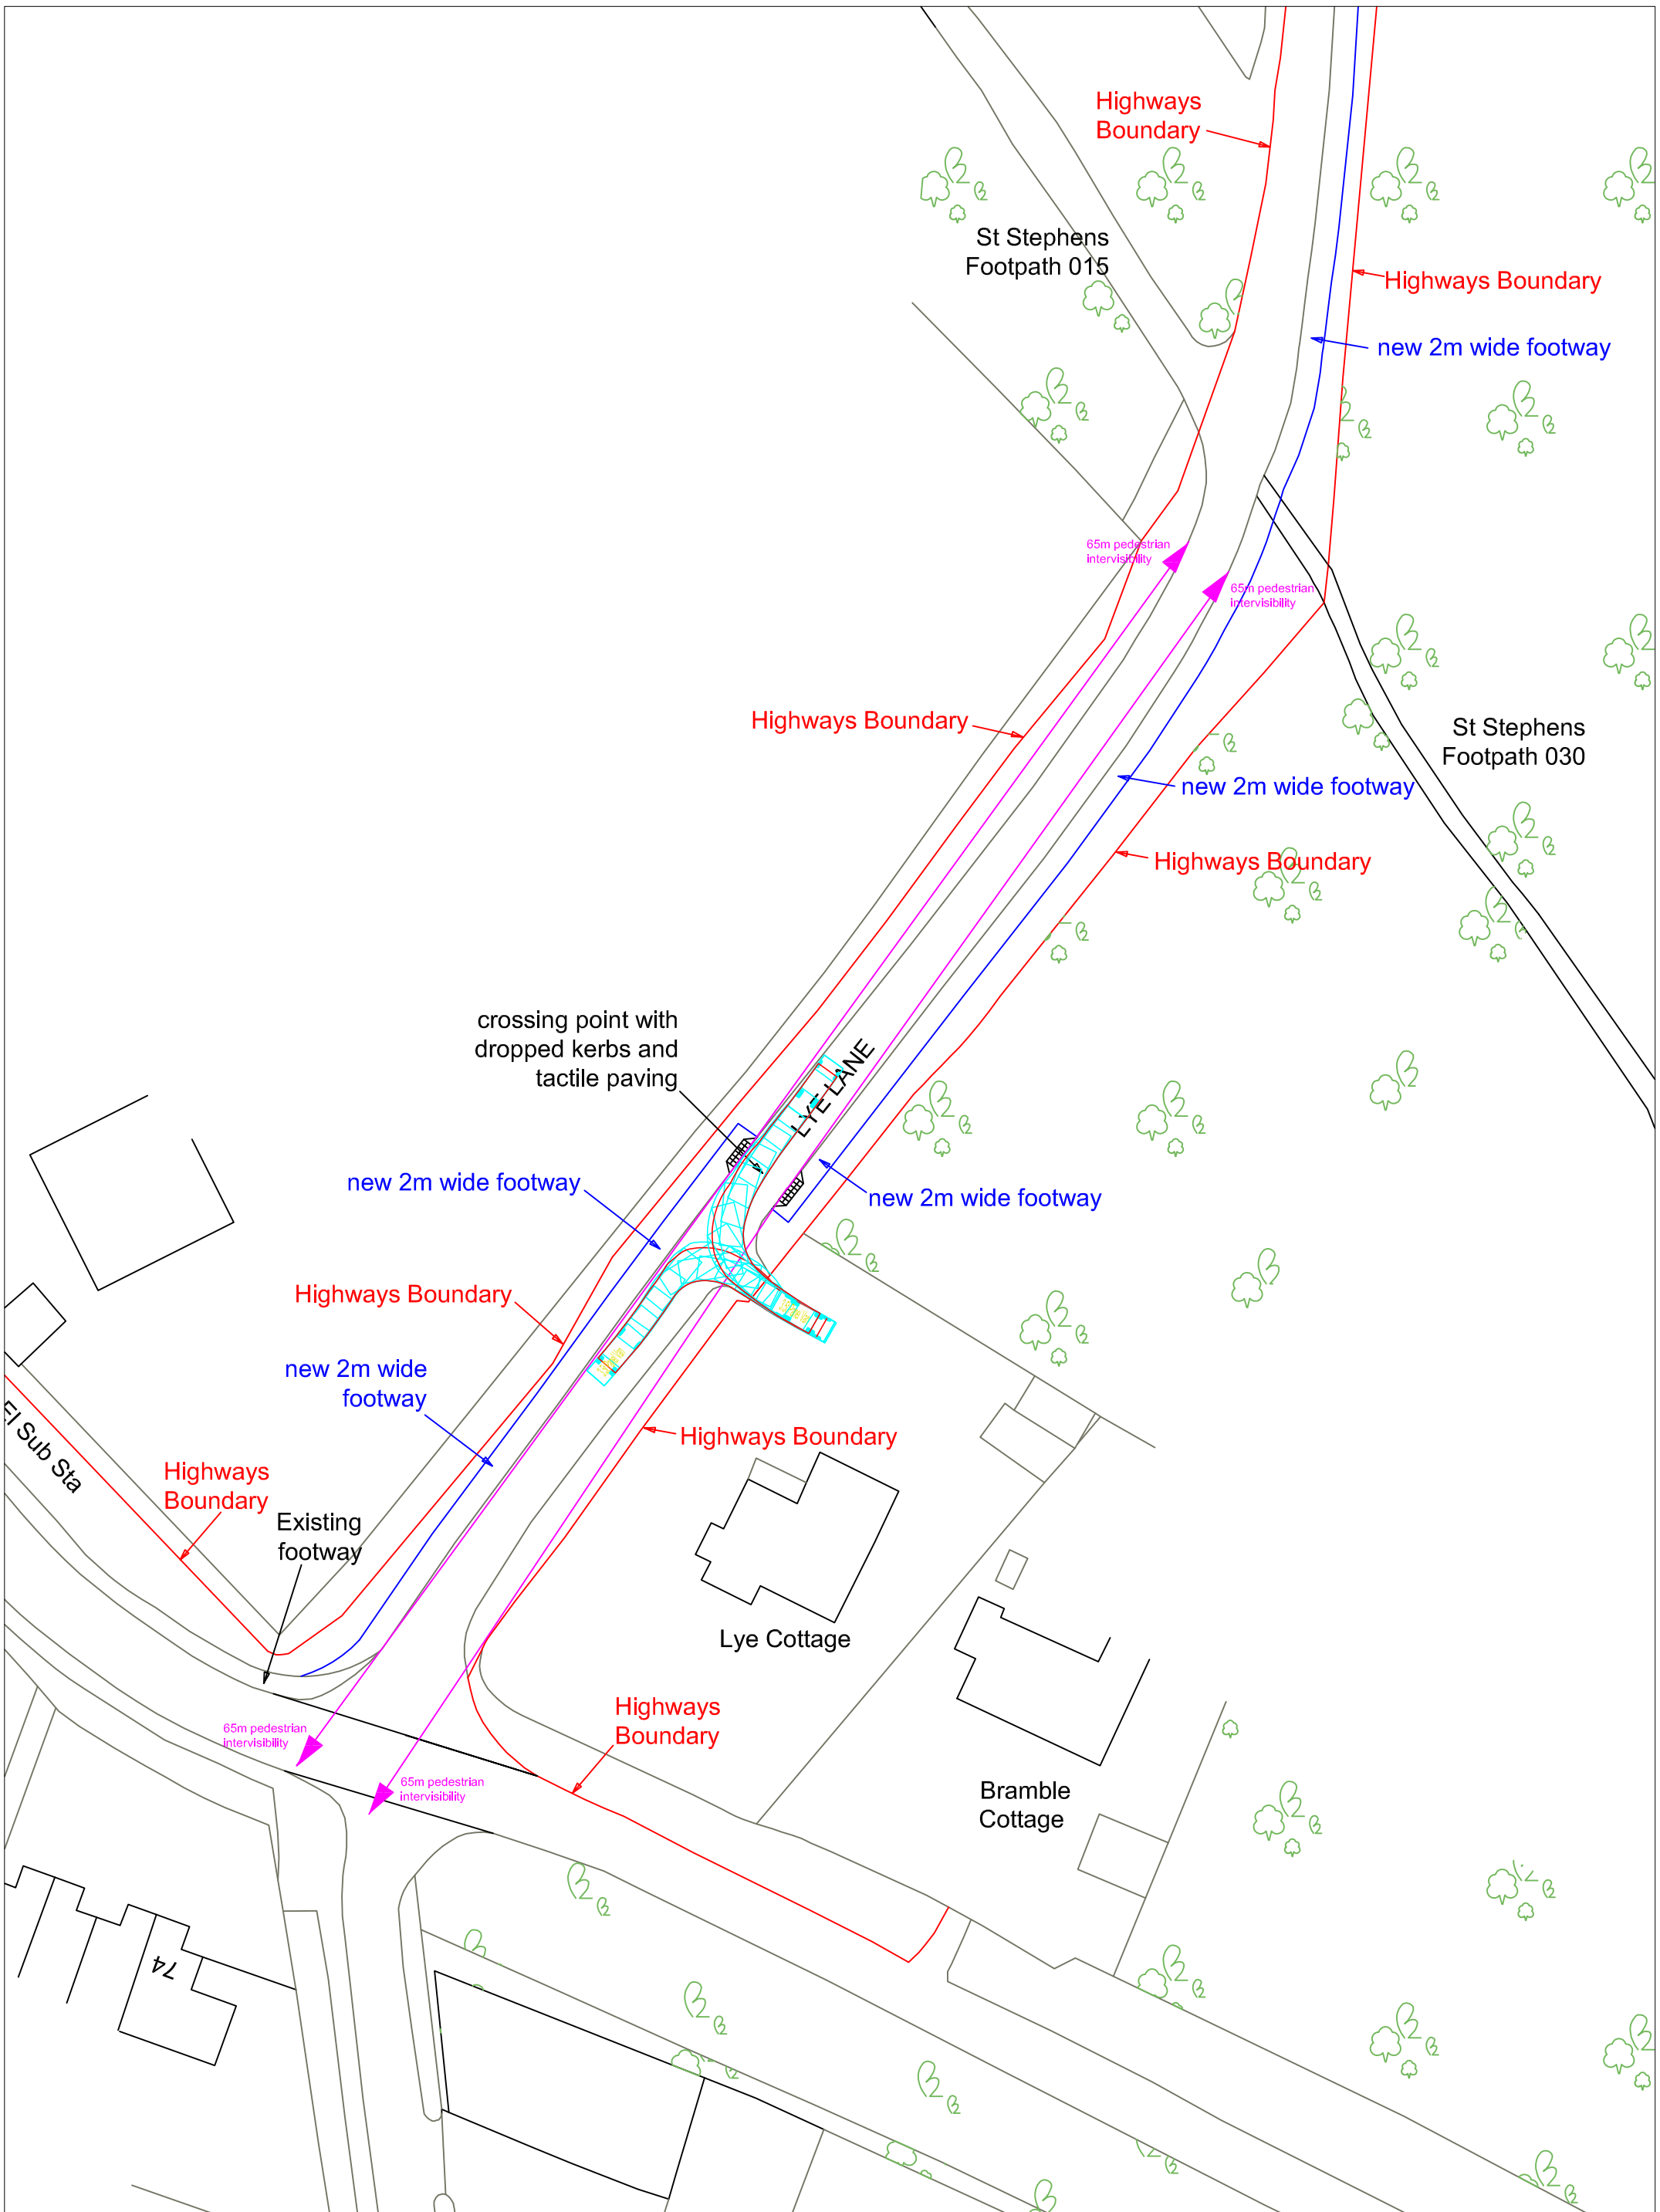 Highways
Boundary
St Stephens
Footpath 015
Highways Boundary
new 2m wide footway
65m pedestrian
intervisibility
65m pedestrian
intervisibility
Highways Boundary
St Stephens
Footpath 030
new 2m wide footway
Highways Boundary
crossing point with
dropped kerbs and
tactile paving
LYE LANE
new 2m wide footway
new 2m wide footway
Highways Boundary
new 2m wide
footway
El Sub Sta
Highways Boundary
Highways
Boundary
Existing
footway
Lye Cottage
Highways
Boundary
65m pedestrian
intervisibility
65m pedestrian
intervisibility
Bramble
Cottage
74